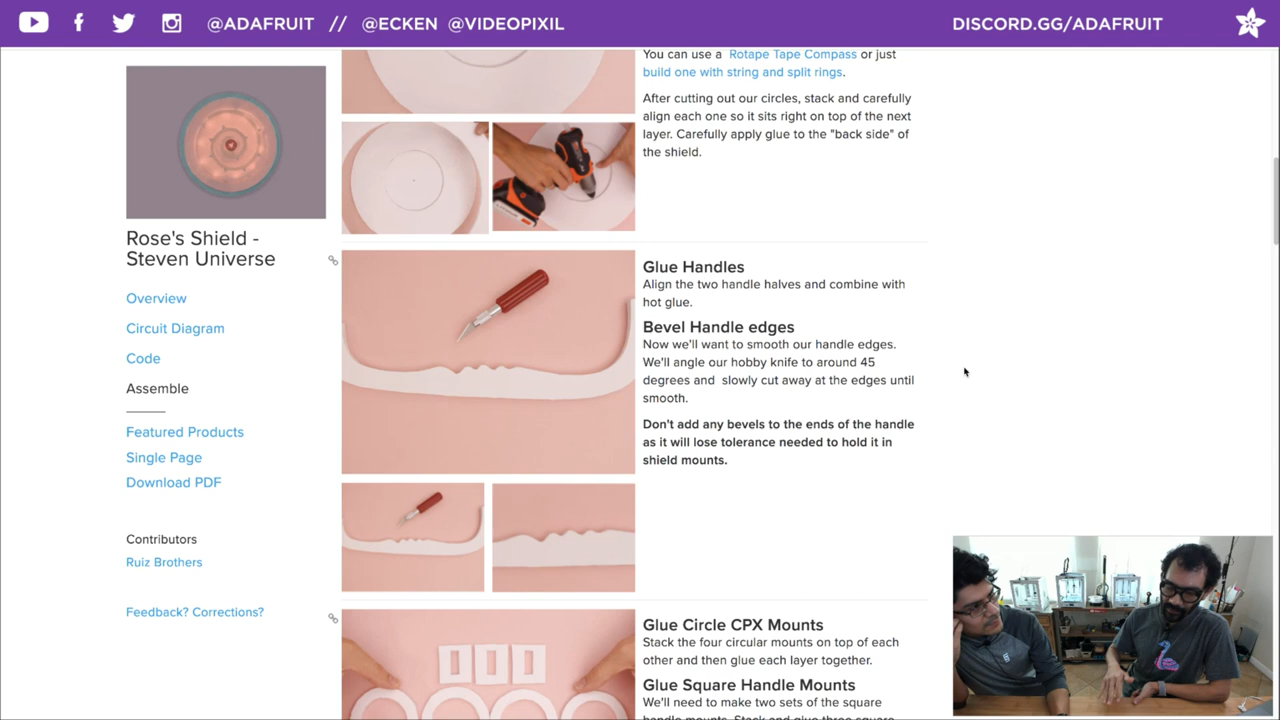 @ADAFRUIT // @ECKEN @VIDEOPIXIL
DISCORD.GG/ADAFRUIT
You can use a Rotape Tape Compass or just
build one with string and split rings.
After cutting out our circles, stack and carefully
align each one so it sits right on top of the next
layer. Carefully apply glue to the "back side" of
the shield.
Rose's Shield -
Steven Universe
Overview
Circuit Diagram
Code
Assemble
Featured Products
Single Page
Download PDF
Contributors
Ruiz Brothers
Feedback? Corrections?
Glue Handles
Align the two handle halves and combine with
hot glue.
Bevel Handle edges
Now we'll want to smooth our handle edges.
We'll angle our hobby knife to around 45
degrees and slowly cut away at the edges until
smooth.
Don't add any bevels to the ends of the handle
as it will lose tolerance needed to hold it in
shield mounts.
Glue Circle CPX Mounts
Stack the four circular mounts on top of each
other and then glue each layer together.
Glue Square Handle Mounts
We'll need to make two sets of the square
handle mounts. Stack and glue three square